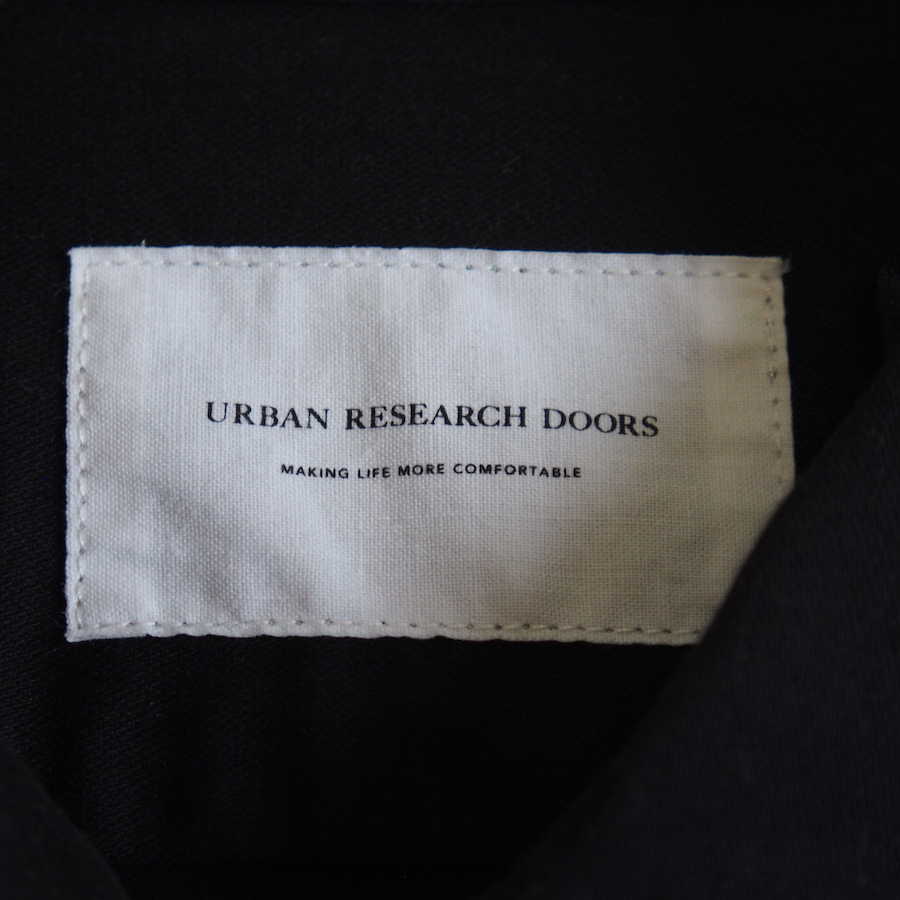 URBAN RESEARCH DOORS
MAKING LIFE MORE COMFORTABLE